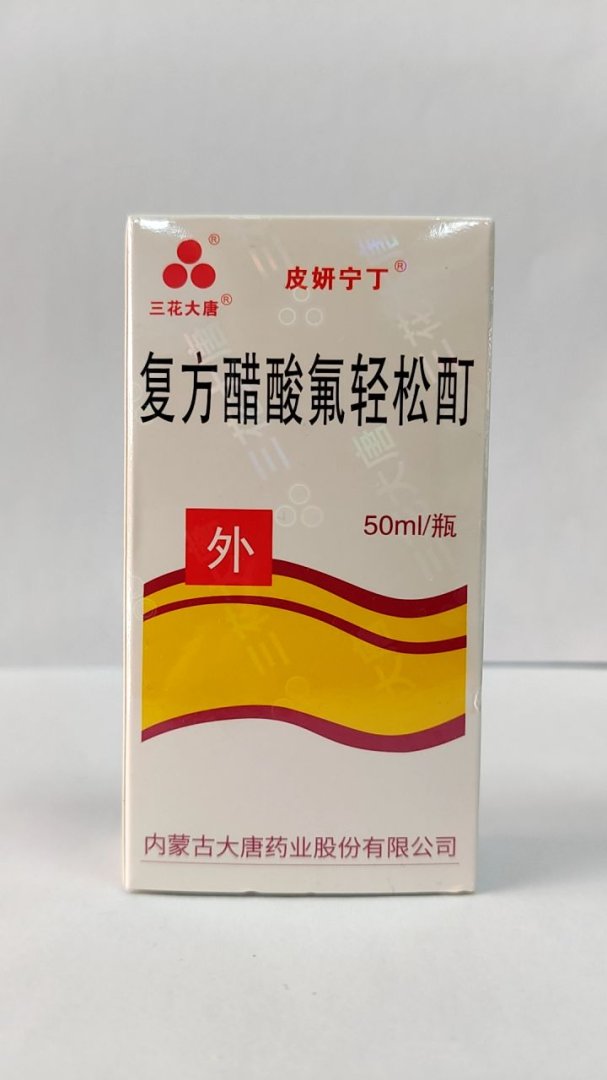 三花大唐®
皮妍宁丁®
复方醋酸氟轻松酊
50ml/瓶
外
内蒙古大唐药业股份有限公司